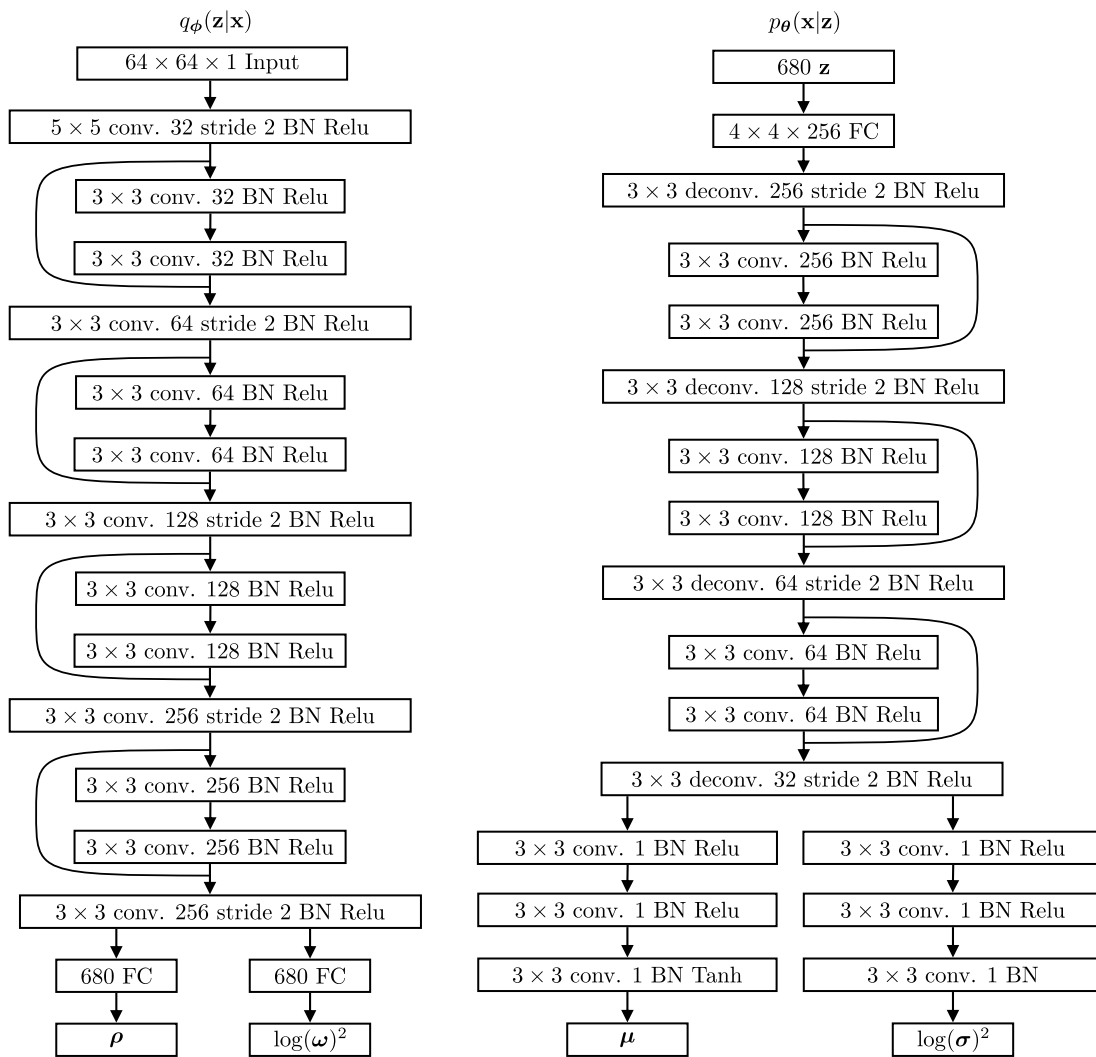 q_ϕ(z|x)
64 × 64 × 1 Input
5 × 5 conv. 32 stride 2 BN Relu
3 × 3 conv. 32 BN Relu
3 × 3 conv. 32 BN Relu
3 × 3 conv. 64 stride 2 BN Relu
3 × 3 conv. 64 BN Relu
3 × 3 conv. 64 BN Relu
3 × 3 conv. 128 stride 2 BN Relu
3 × 3 conv. 128 BN Relu
3 × 3 conv. 128 BN Relu
3 × 3 conv. 256 stride 2 BN Relu
3 × 3 conv. 256 BN Relu
3 × 3 conv. 256 BN Relu
3 × 3 conv. 256 stride 2 BN Relu
680 FC
680 FC
ρ
log(ω)²
p_θ(x|z)
680 z
4 × 4 × 256 FC
3 × 3 deconv. 256 stride 2 BN Relu
3 × 3 conv. 256 BN Relu
3 × 3 conv. 256 BN Relu
3 × 3 deconv. 128 stride 2 BN Relu
3 × 3 conv. 128 BN Relu
3 × 3 conv. 128 BN Relu
3 × 3 deconv. 64 stride 2 BN Relu
3 × 3 conv. 64 BN Relu
3 × 3 conv. 64 BN Relu
3 × 3 deconv. 32 stride 2 BN Relu
3 × 3 conv. 1 BN Relu
3 × 3 conv. 1 BN Relu
3 × 3 conv. 1 BN Tanh
μ
3 × 3 conv. 1 BN Relu
3 × 3 conv. 1 BN Relu
3 × 3 conv. 1 BN
log(σ)²